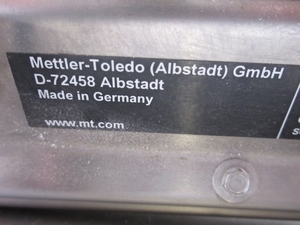 Mettler-Toledo (Albstadt) GmbH
D-72458 Albstadt
Made in Germany
www.mt.com